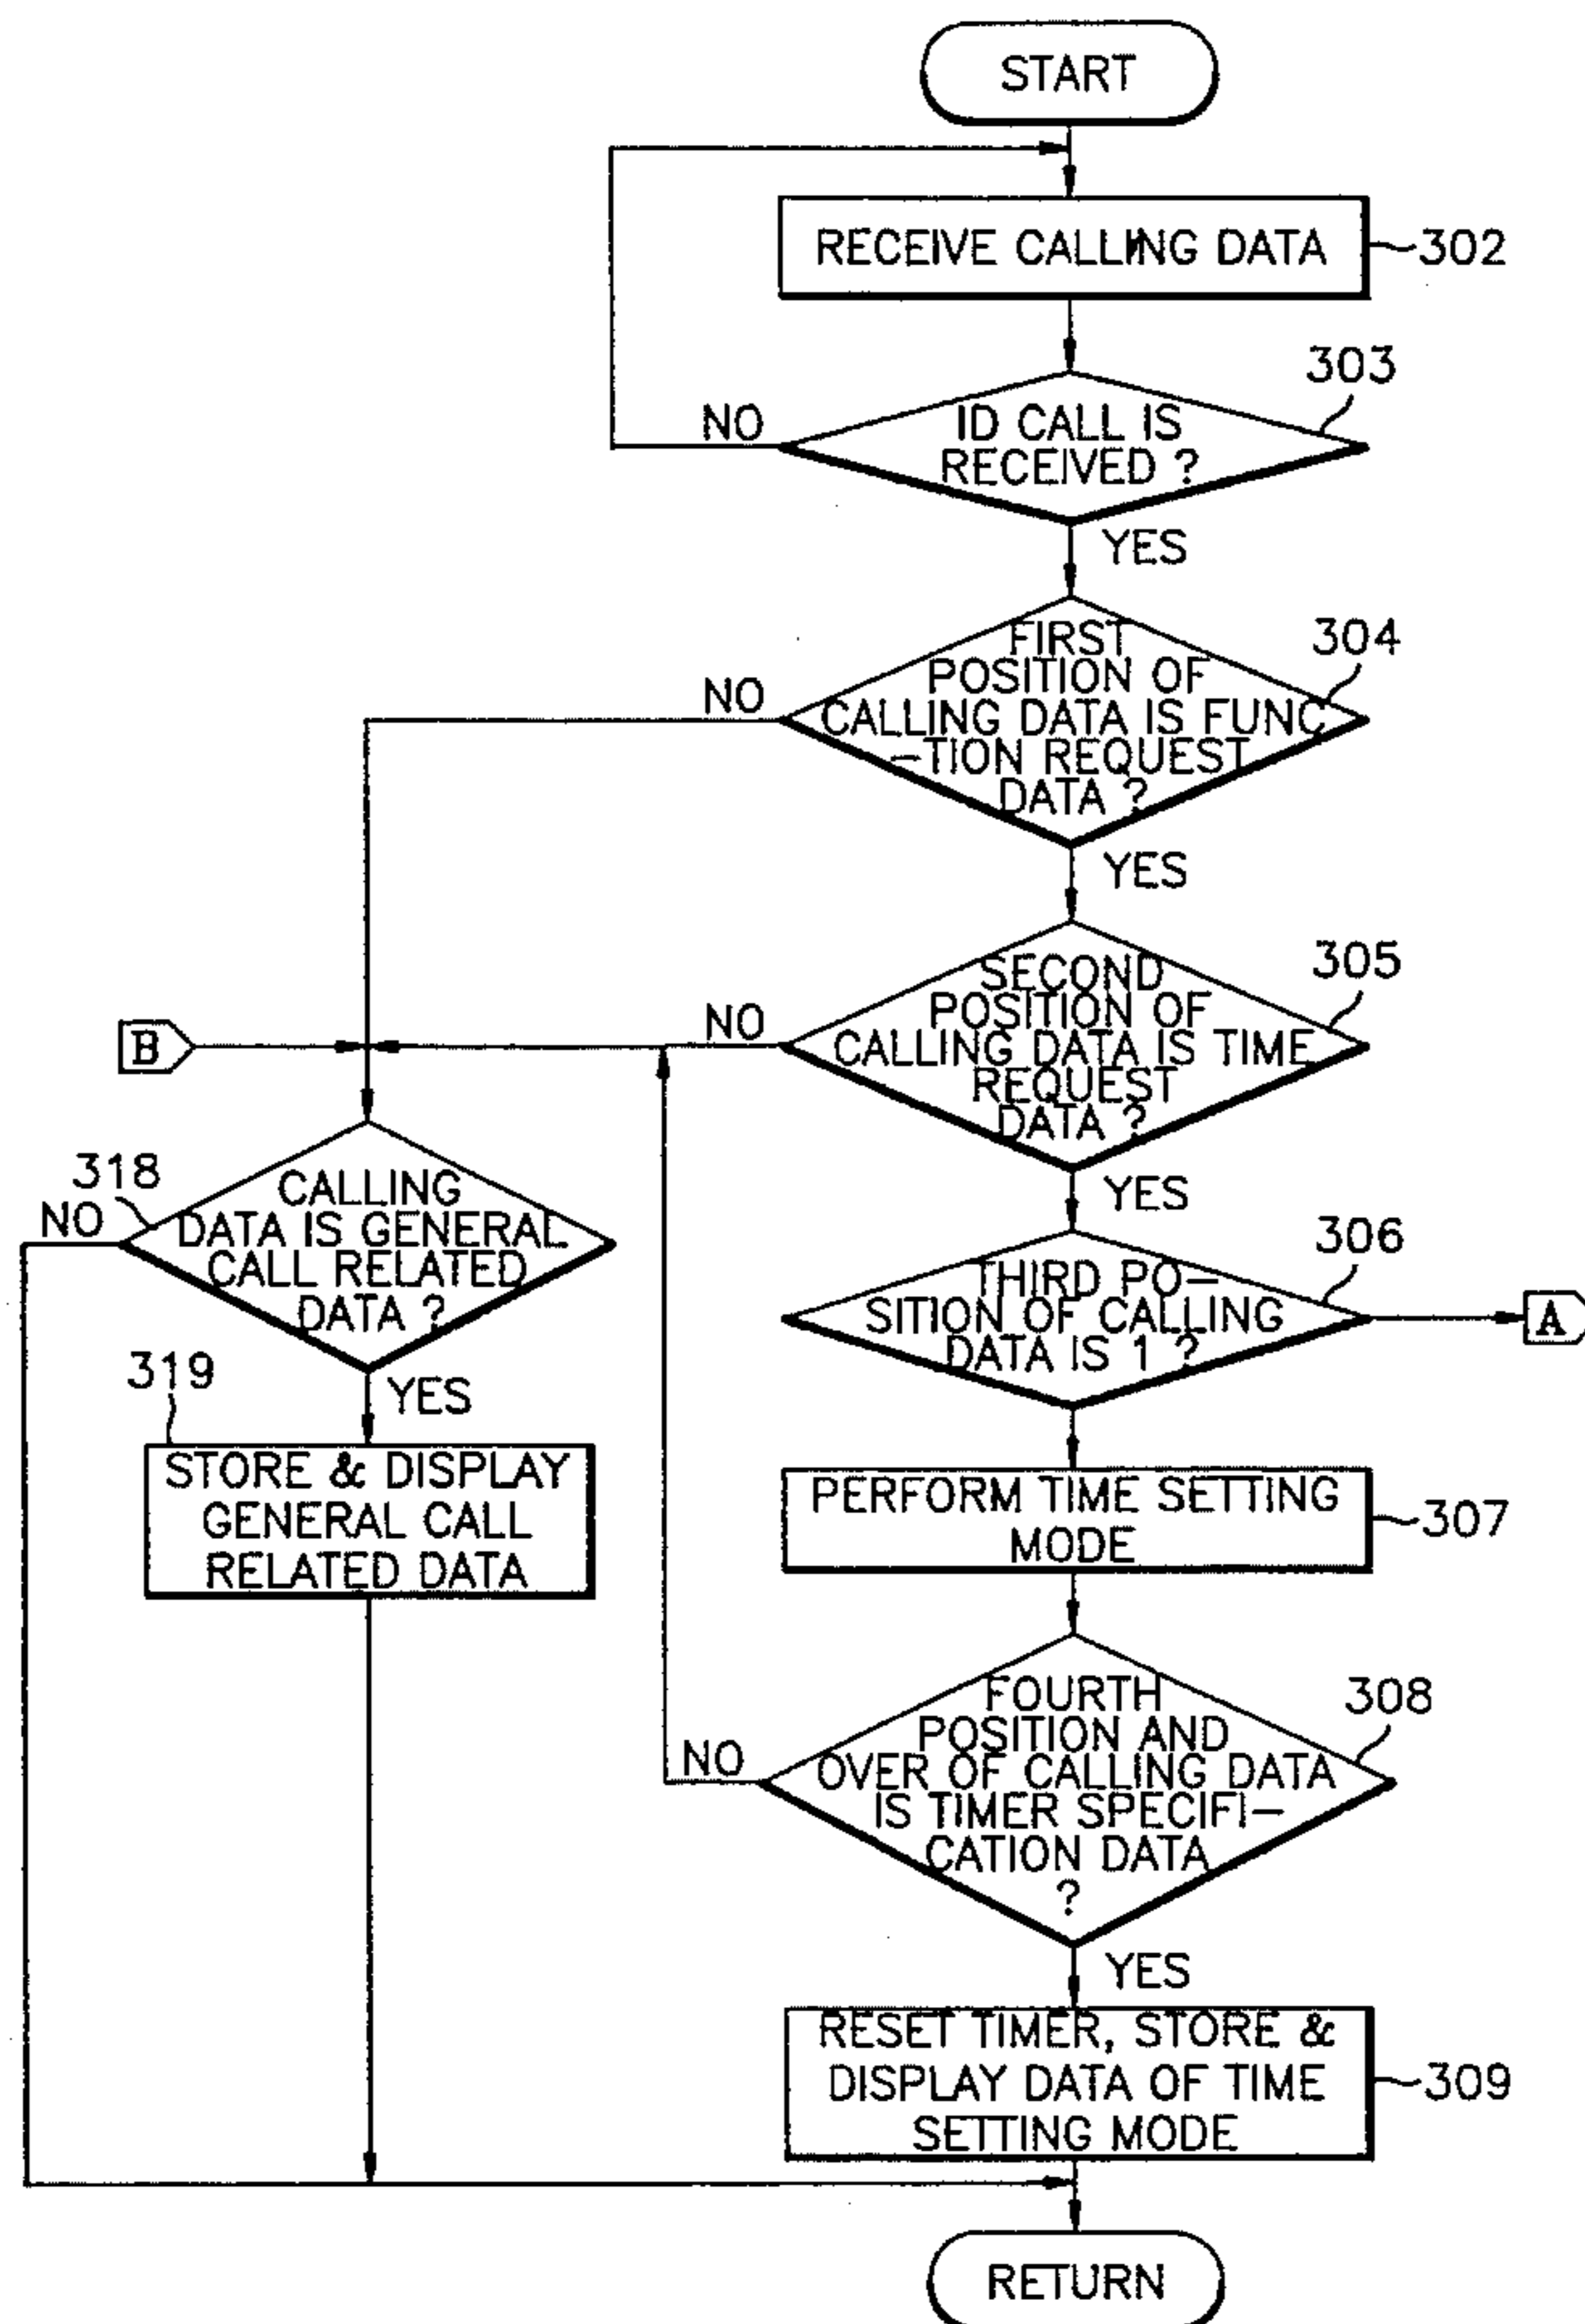 START
RECEIVE CALLING DATA
302
303
ID CALL IS
RECEIVED ?
NO
YES
304
FIRST
POSITION OF
CALLING DATA IS FUNC
-TION REQUEST
DATA ?
NO
YES
305
SECOND
POSITION OF
CALLING DATA IS TIME
REQUEST
DATA ?
NO
B
YES
318
CALLING
DATA IS GENERAL
CALL RELATED
DATA ?
NO
YES
306
THIRD PO-
SITION OF CALLING
DATA IS 1 ?
A
319
STORE & DISPLAY
GENERAL CALL
RELATED DATA
PERFORM TIME SETTING
MODE
307
308
FOURTH
POSITION AND
OVER OF CALLING DATA
IS TIMER SPECIFI-
CATION DATA
?
NO
YES
RESET TIMER, STORE &
DISPLAY DATA OF TIME
SETTING MODE
309
RETURN